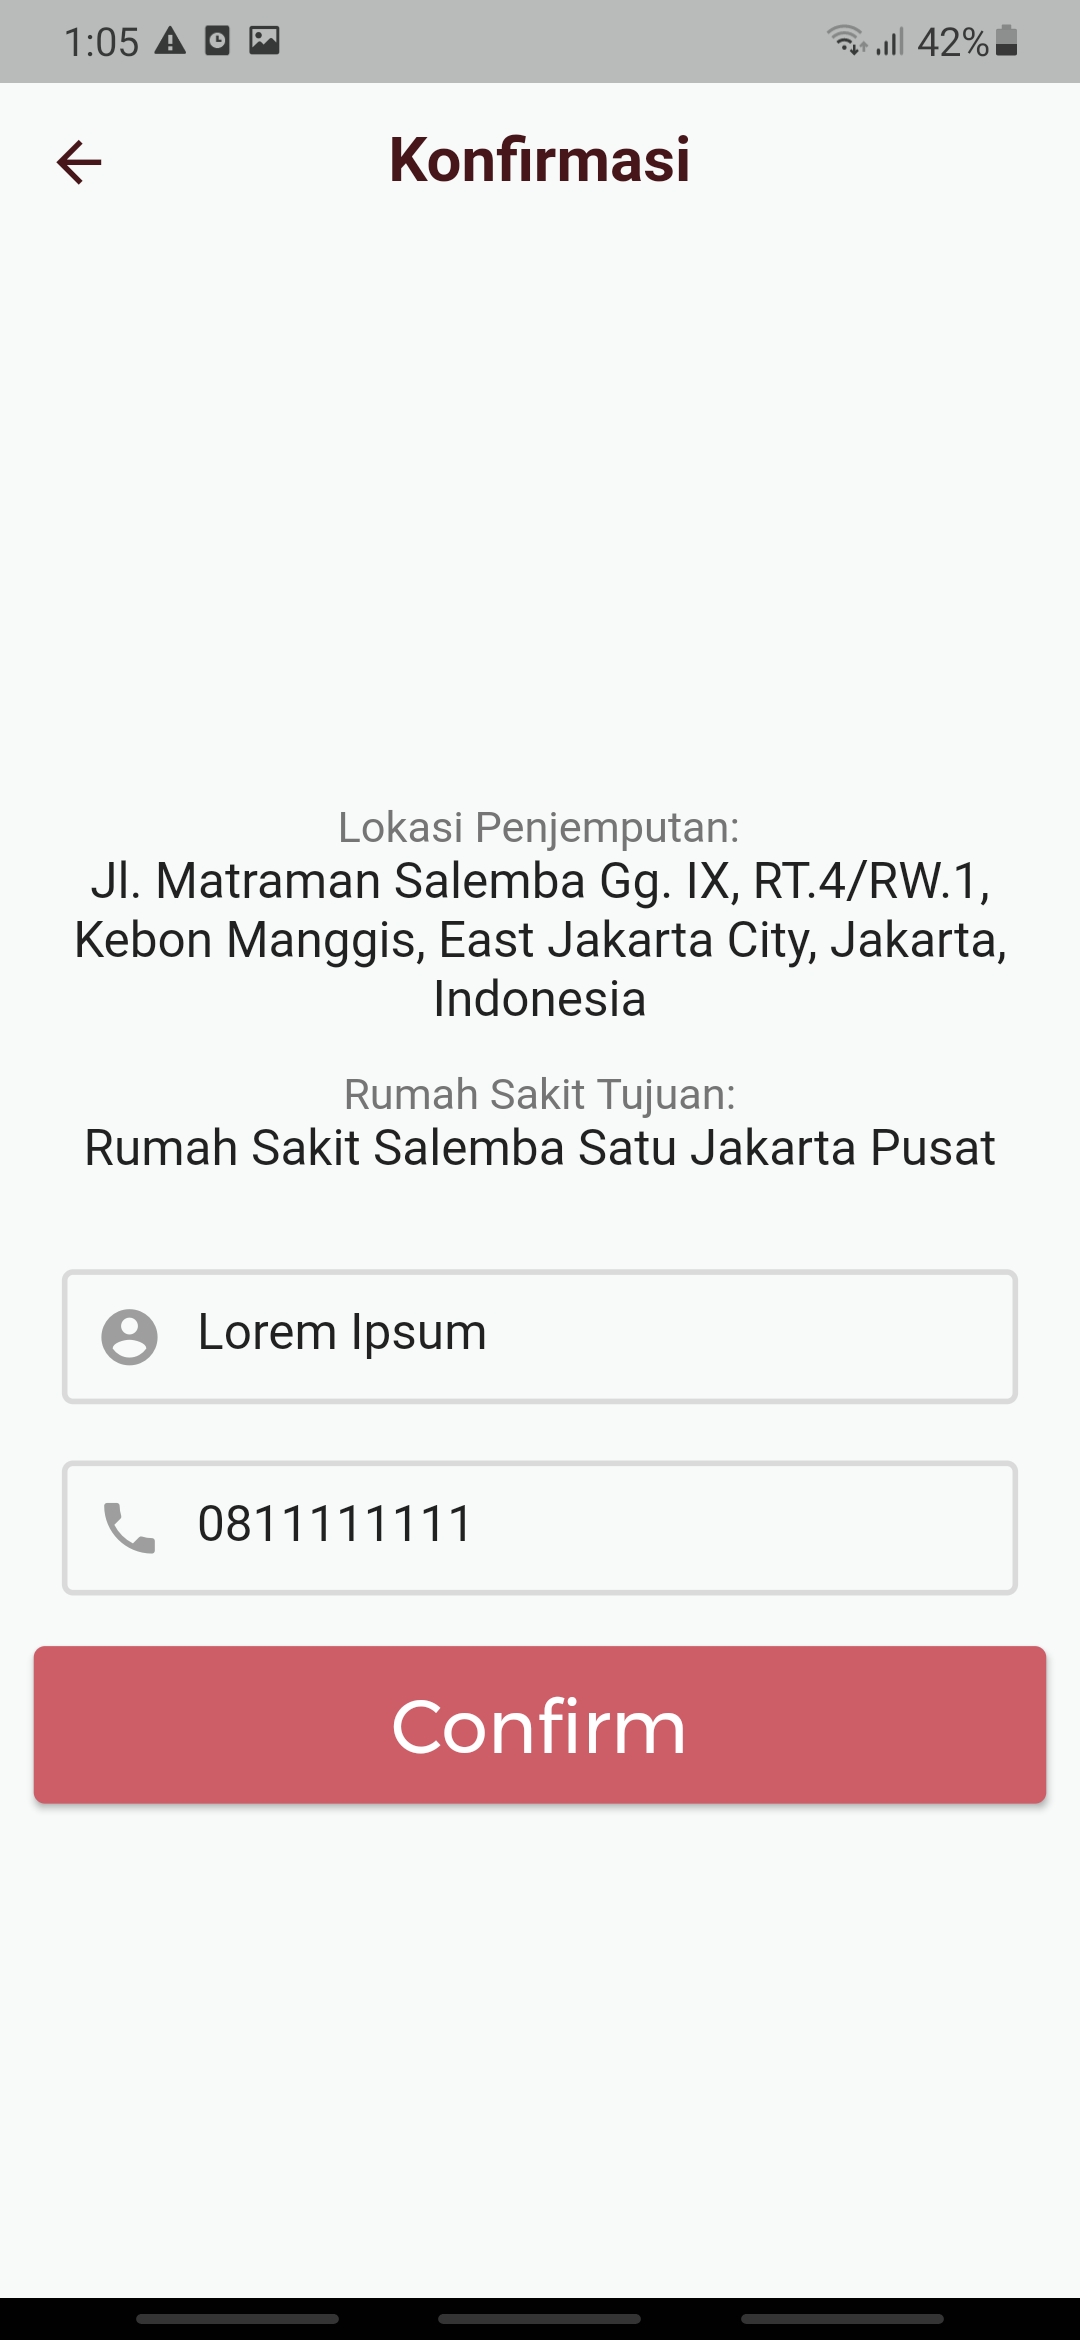 1:05 42%
Konfirmasi
Lokasi Penjemputan:
Jl. Matraman Salemba Gg. IX, RT.4/RW.1,
Kebon Manggis, East Jakarta City, Jakarta,
Indonesia
Rumah Sakit Tujuan:
Rumah Sakit Salemba Satu Jakarta Pusat
Lorem Ipsum
0811111111
Confirm